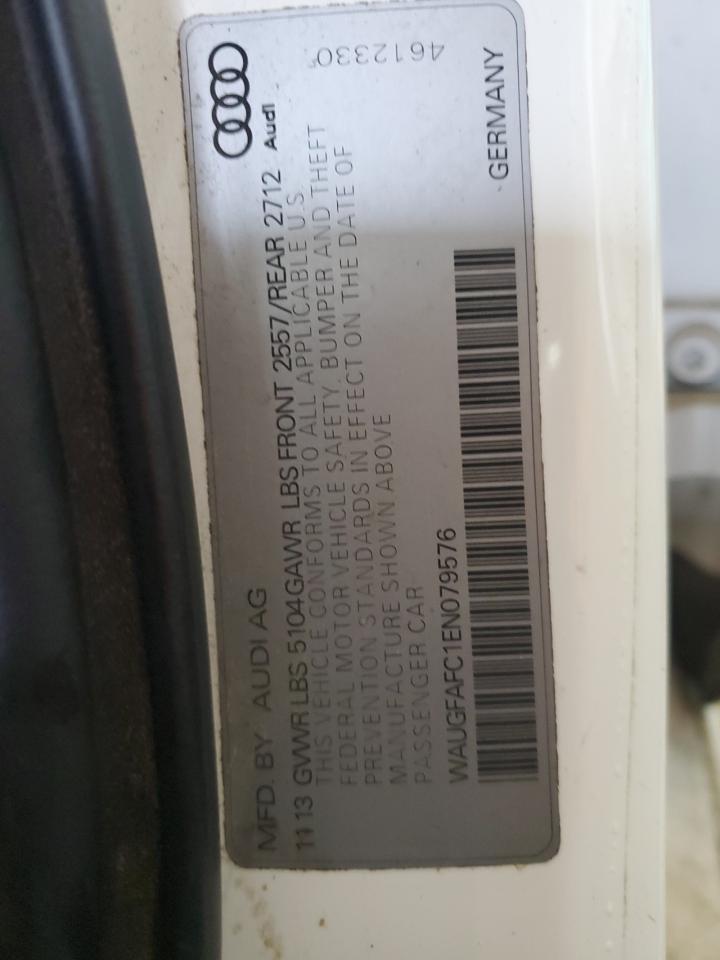 MFD. BY AUDI AG
11 13 GVWR LBS 5104 GAWR LBS FRONT 2557/REAR 2712
Audi
THIS VEHICLE CONFORMS TO ALL APPLICABLE U.S.
FEDERAL MOTOR VEHICLE SAFETY, BUMPER AND THEFT
PREVENTION STANDARDS IN EFFECT ON THE DATE OF
MANUFACTURE SHOWN ABOVE
PASSENGER CAR
4612330
WAUGFAFC1EN079576
GERMANY